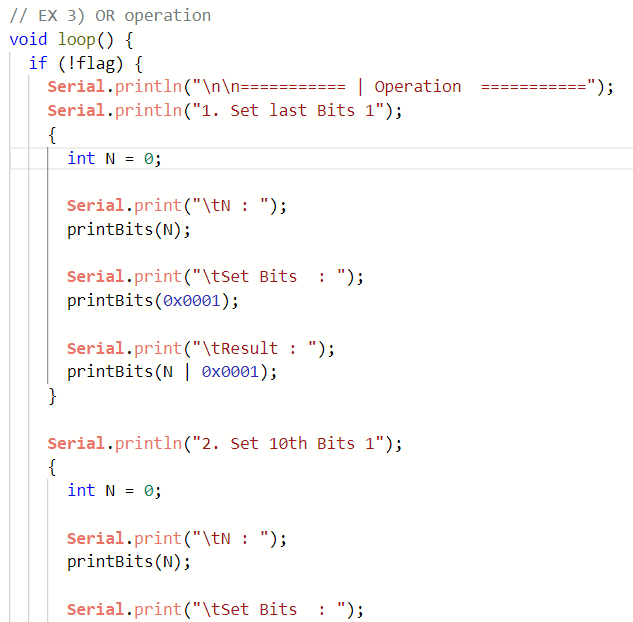 // EX 3) OR operation
void loop() {
  if (!flag) {
    Serial.println("\n\n=========== | Operation  ===========");
    Serial.println("1. Set last Bits 1");
    {
      int N = 0;

      Serial.print("\tN : ");
      printBits(N);

      Serial.print("\tSet Bits  : ");
      printBits(0x0001);

      Serial.print("\tResult : ");
      printBits(N | 0x0001);
    }

    Serial.println("2. Set 10th Bits 1");
    {
      int N = 0;

      Serial.print("\tN : ");
      printBits(N);

      Serial.print("\tSet Bits  : ");